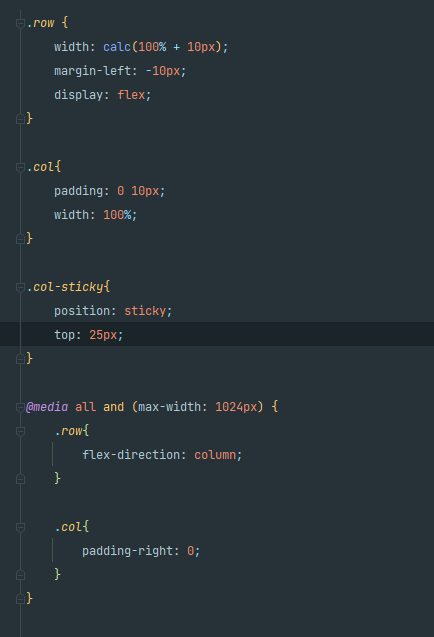 .row {
width: calc(100% + 10px);
margin-left: -10px;
display: flex;
}
.col{
padding: 0 10px;
width: 100%;
}
.col-sticky{
position: sticky;
top: 25px;
}
@media all and (max-width: 1024px) {
.row{
flex-direction: column;
}
.col{
padding-right: 0;
}
}